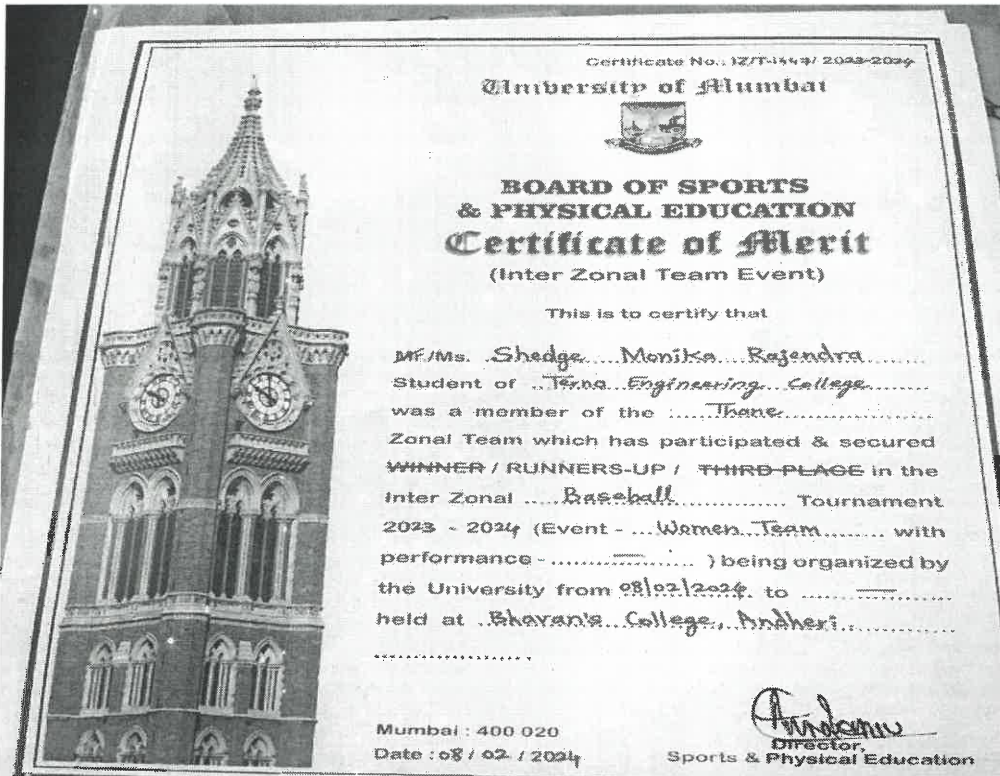 Certificate No.: IZ/T-1447/ 2023-2024
University of Mumbai
BOARD OF SPORTS
& PHYSICAL EDUCATION
Certificate of Merit
(Inter Zonal Team Event)
This is to certify that
Mr./Ms. Shedge Monika Rajendra
Student of Terna Engineering College
was a member of the Thane
Zonal Team which has participated & secured
WINNER / RUNNERS-UP / THIRD PLACE in the
Inter Zonal Baseball Tournament
2023 - 2024 (Event - Women Team with
performance - — ) being organized by
the University from 08/02/2024 to —
held at Bhavan's College, Andheri
Mumbai : 400 020
Date : 08 / 02 / 2024
Director,
Sports & Physical Education